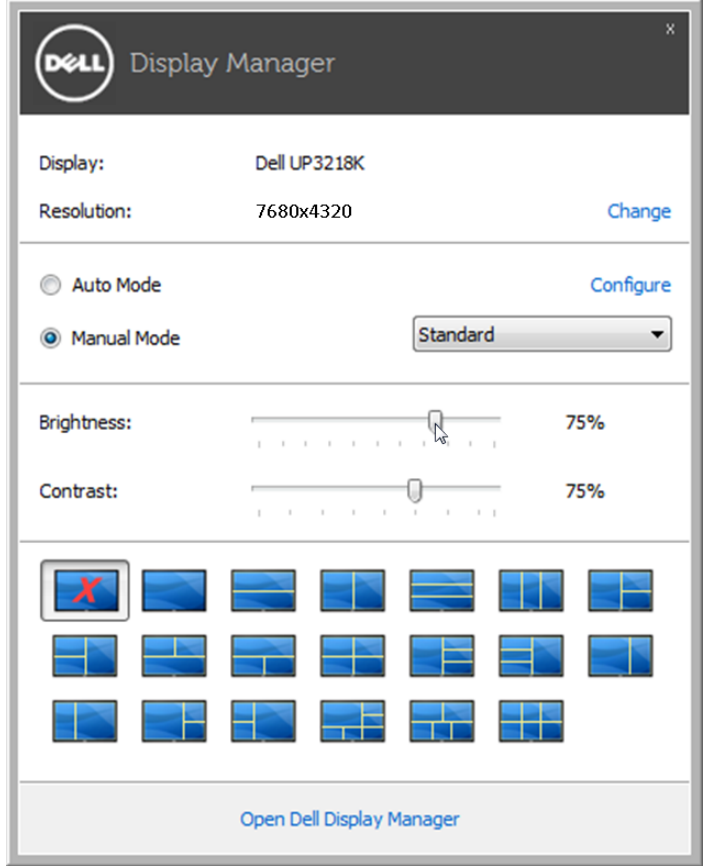 x
DELL Display Manager
Display: Dell UP3218K
Resolution: 7680x4320 Change
Auto Mode Configure
Manual Mode Standard
Brightness: 75%
Contrast: 75%
Open Dell Display Manager